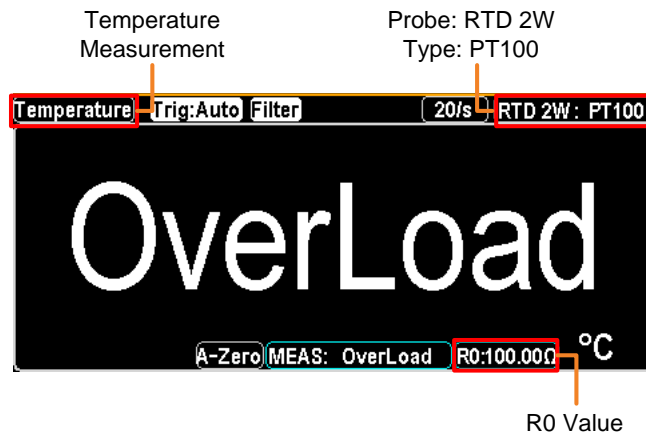 Temperature
Measurement
Probe: RTD 2W
Type: PT100
Temperature Trig:Auto Filter 20/s RTD 2W: PT100
OverLoad
A-Zero MEAS: OverLoad R0:100.00Ω °C
R0 Value